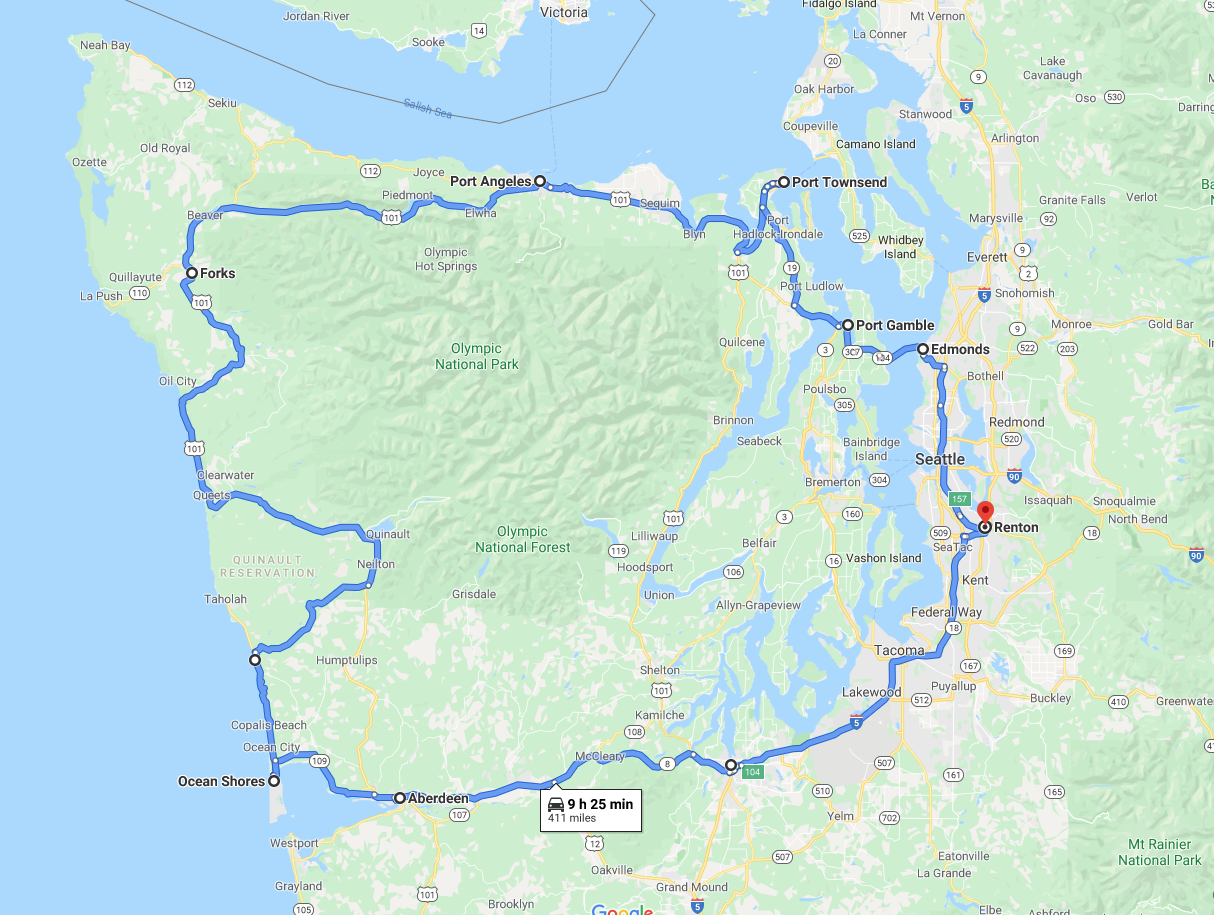 Jordan River
Victoria
Fidalgo Island
Mt Vernon
Neah Bay
Sooke
14
La Conner
Lake
Cavanaugh
20
9
112
Sekiu
Salish Sea
Oak Harbor
5
Oso
530
Darring
Stanwood
Coupeville
Arlington
Old Royal
Camano Island
Ozette
112
Joyce
Port Angeles
Port Townsend
Piedmont
101
Sequim
Granite Falls
Verlot
Beaver
101
Elwha
Port
Hadlock-Irondale
Marysville
92
Blyn
525
Whidbey
Island
Olympic
Hot Springs
9
Everett
Forks
101
19
2
Quillayute
La Push
110
101
Port Ludlow
5
Snohomish
Port Gamble
9
Monroe
Gold Bar
Quilcene
3
307
104
Edmonds
522
203
Olympic
National Park
Poulsbo
Bothell
Oil City
305
Brinnon
Redmond
Seabeck
Bainbridge
Island
520
101
Seattle
Clearwater
Bremerton
304
90
Queets
157
Issaquah
Snoqualmie
101
3
160
North Bend
Quinault
Olympic
National Forest
Lilliwaup
Belfair
509
Renton
18
119
SeaTac
90
QUINAULT
RESERVATION
Neilton
Hoodsport
106
16
Vashon Island
Kent
Taholah
Grisdale
Union
Allyn-Grapeview
Federal Way
18
Humptulips
Tacoma
169
Shelton
167
101
Lakewood
512
Puyallup
Buckley
410
Greenwate
Copalis Beach
Kamilche
5
108
Ocean City
109
McCleary
8
104
507
161
Ocean Shores
510
165
Aberdeen
9 h 25 min
411 miles
107
Yelm
702
Westport
12
Mt Rainier
National Park
507
Eatonville
Oakville
La Grande
Grayland
101
Grand Mound
105
Brooklyn
Google
5
Elbe
Ashford